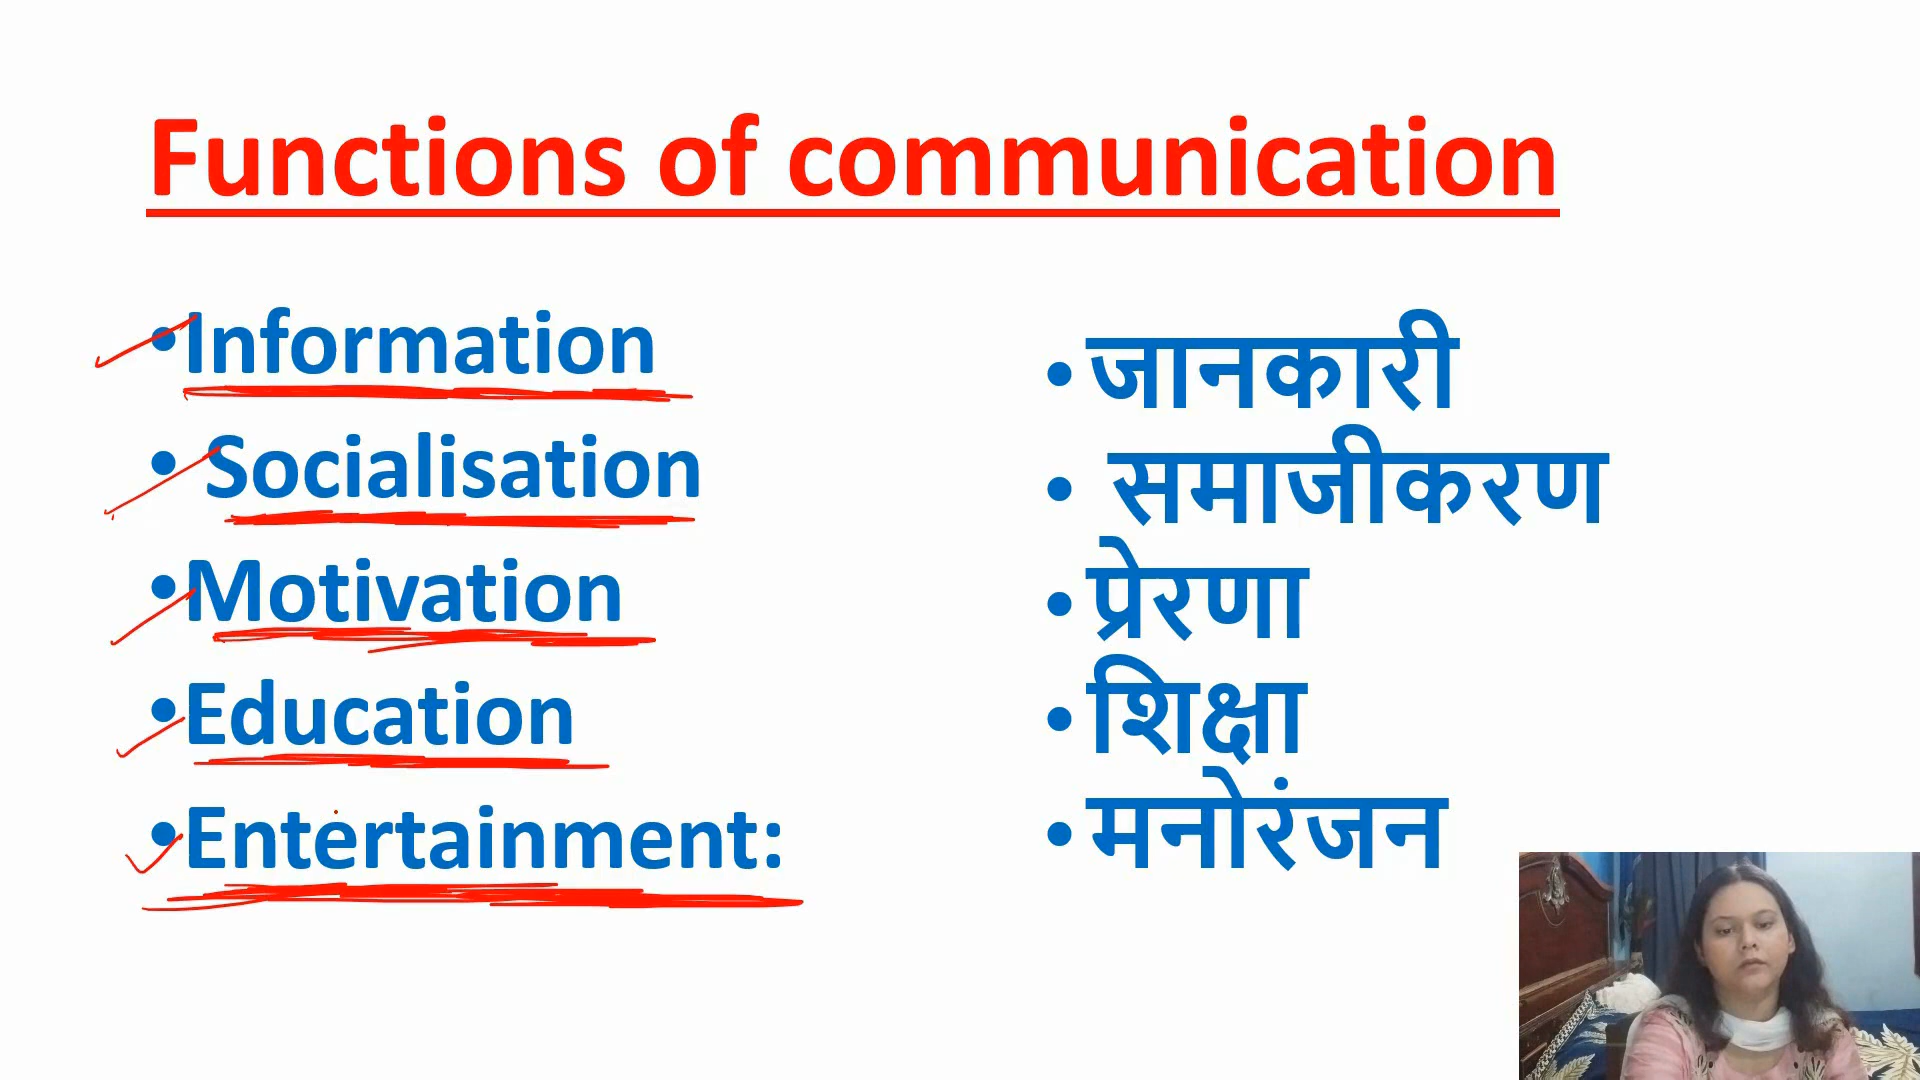 Functions of communication
•Information
• Socialisation
•Motivation
•Education
•Entertainment:
•जानकारी
• समाजीकरण
•प्रेरणा
•शिक्षा
•मनोरंजन